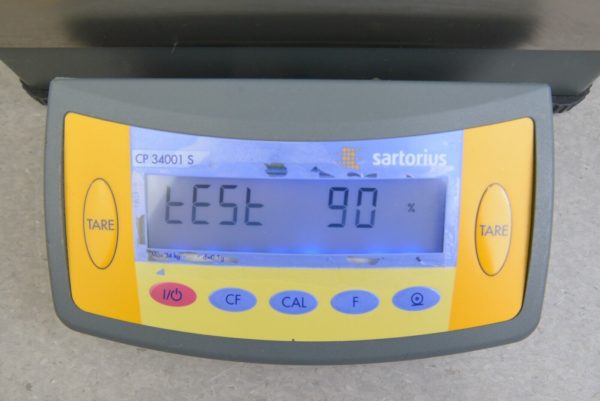 CP 34001 S
sartorius
tESt 90 %
TARE
TARE
I/⏻
CF
CAL
F